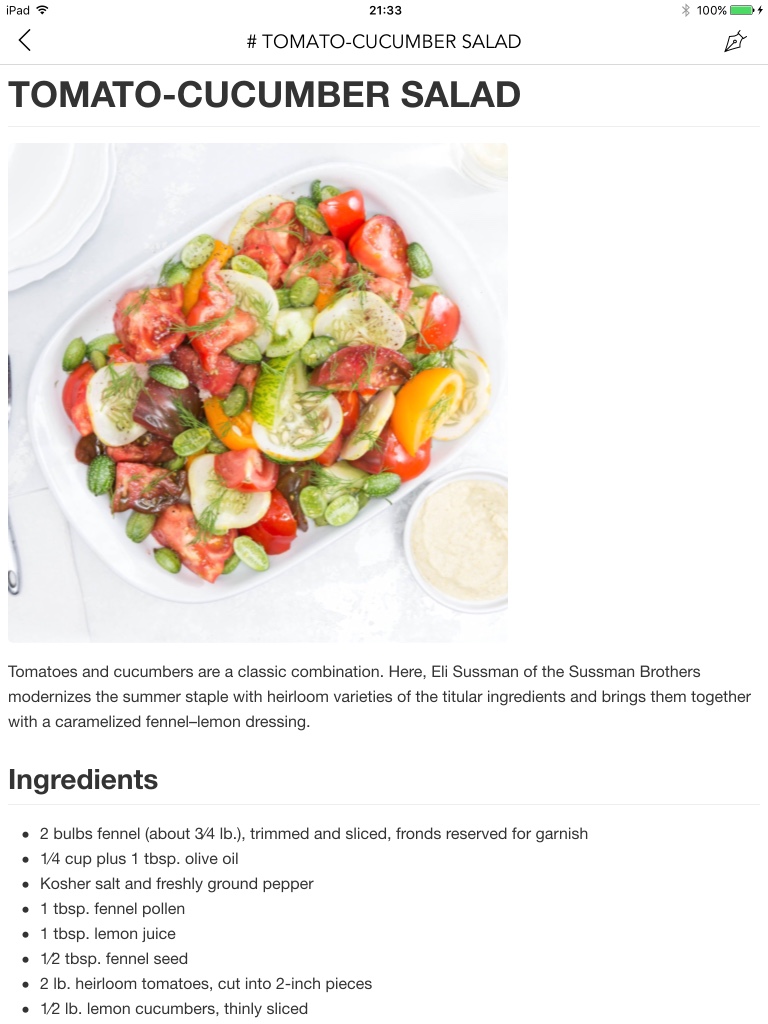 iPad 21:33 100%
# TOMATO-CUCUMBER SALAD
TOMATO-CUCUMBER SALAD
Tomatoes and cucumbers are a classic combination. Here, Eli Sussman of the Sussman Brothers
modernizes the summer staple with heirloom varieties of the titular ingredients and brings them together
with a caramelized fennel–lemon dressing.
Ingredients
• 2 bulbs fennel (about 3⁄4 lb.), trimmed and sliced, fronds reserved for garnish
• 1⁄4 cup plus 1 tbsp. olive oil
• Kosher salt and freshly ground pepper
• 1 tbsp. fennel pollen
• 1 tbsp. lemon juice
• 1⁄2 tbsp. fennel seed
• 2 lb. heirloom tomatoes, cut into 2-inch pieces
• 1⁄2 lb. lemon cucumbers, thinly sliced